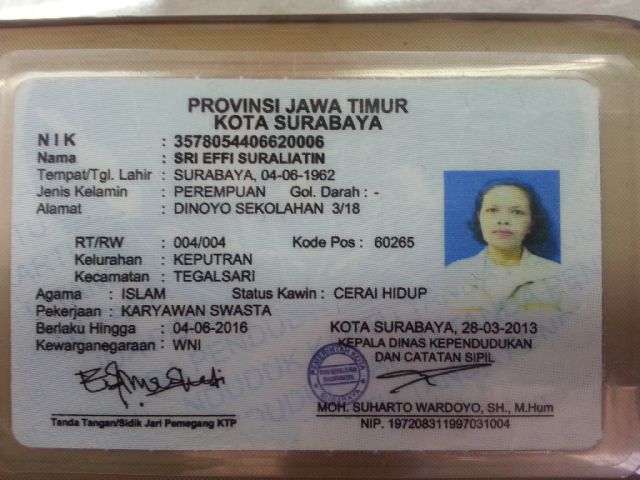 PROVINSI JAWA TIMUR
KOTA SURABAYA
NIK : 3578054406620006
Nama : SRI EFFI SURALIATIN
Tempat/Tgl. Lahir : SURABAYA, 04-06-1962
Jenis Kelamin : PEREMPUAN Gol. Darah : -
Alamat : DINOYO SEKOLAHAN 3/18
RT/RW : 004/004 Kode Pos : 60265
Kelurahan : KEPUTRAN
Kecamatan : TEGALSARI
Agama : ISLAM Status Kawin : CERAI HIDUP
Pekerjaan : KARYAWAN SWASTA
Berlaku Hingga : 04-06-2016
Kewarganegaraan : WNI
KOTA SURABAYA, 28-03-2013
KEPALA DINAS KEPENDUDUKAN
DAN CATATAN SIPIL
PEMERINTAH KOTA
SURABAYA
MOH. SUHARTO WARDOYO, SH., M.Hum
NIP. 197208311997031004
Tanda Tangan/Sidik Jari Pemegang KTP